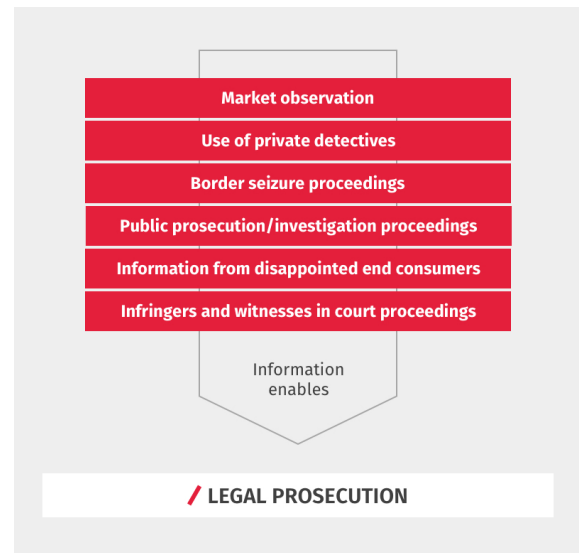 Market observation
Use of private detectives
Border seizure proceedings
Public prosecution/investigation proceedings
Information from disappointed end consumers
Infringers and witnesses in court proceedings
Information
enables
LEGAL PROSECUTION